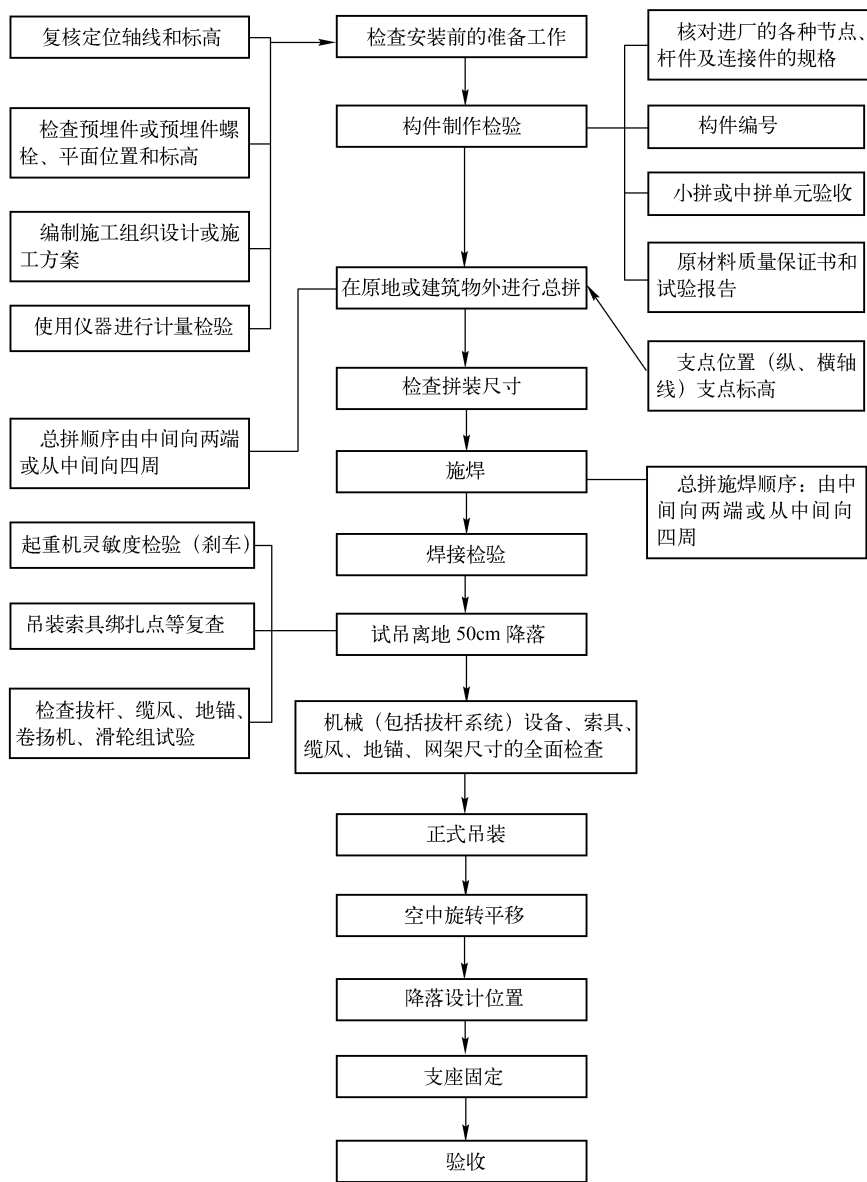 复核定位轴线和标高
检查安装前的准备工作
核对进厂的各种节点、
杆件及连接件的规格
检查预埋件或预埋件螺
栓、平面位置和标高
构件制作检验
构件编号
小拼或中拼单元验收
编制施工组织设计或施
工方案
原材料质量保证书和
试验报告
在原地或建筑物外进行总拼
使用仪器进行计量检验
支点位置（纵、横轴
线）支点标高
检查拼装尺寸
总拼顺序由中间向两端
或从中间向四周
施焊
总拼施焊顺序：由中
间向两端或从中间向
四周
起重机灵敏度检验（刹车）
焊接检验
吊装索具绑扎点等复查
试吊离地 50cm 降落
检查拔杆、缆风、地锚、
卷扬机、滑轮组试验
机械（包括拔杆系统）设备、索具、
缆风、地锚、网架尺寸的全面检查
正式吊装
空中旋转平移
降落设计位置
支座固定
验收